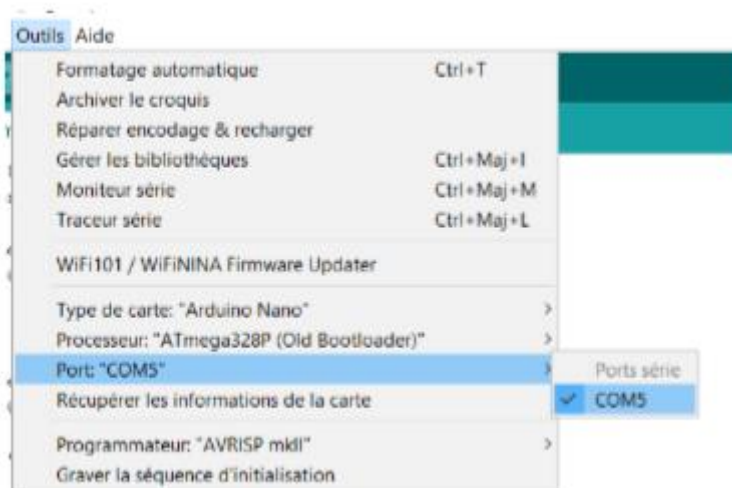 Outils Aide
Formatage automatique Ctrl+T
Archiver le croquis
Réparer encodage & recharger
Gérer les bibliothèques Ctrl+Maj+I
Moniteur série Ctrl+Maj+M
Traceur série Ctrl+Maj+L
WiFi101 / WiFiNINA Firmware Updater
Type de carte: "Arduino Nano"
Processeur: "ATmega328P (Old Bootloader)"
Port: "COM5"
Ports série
Récupérer les informations de la carte
COM5
Programmateur: "AVRISP mkII"
Graver la séquence d'initialisation